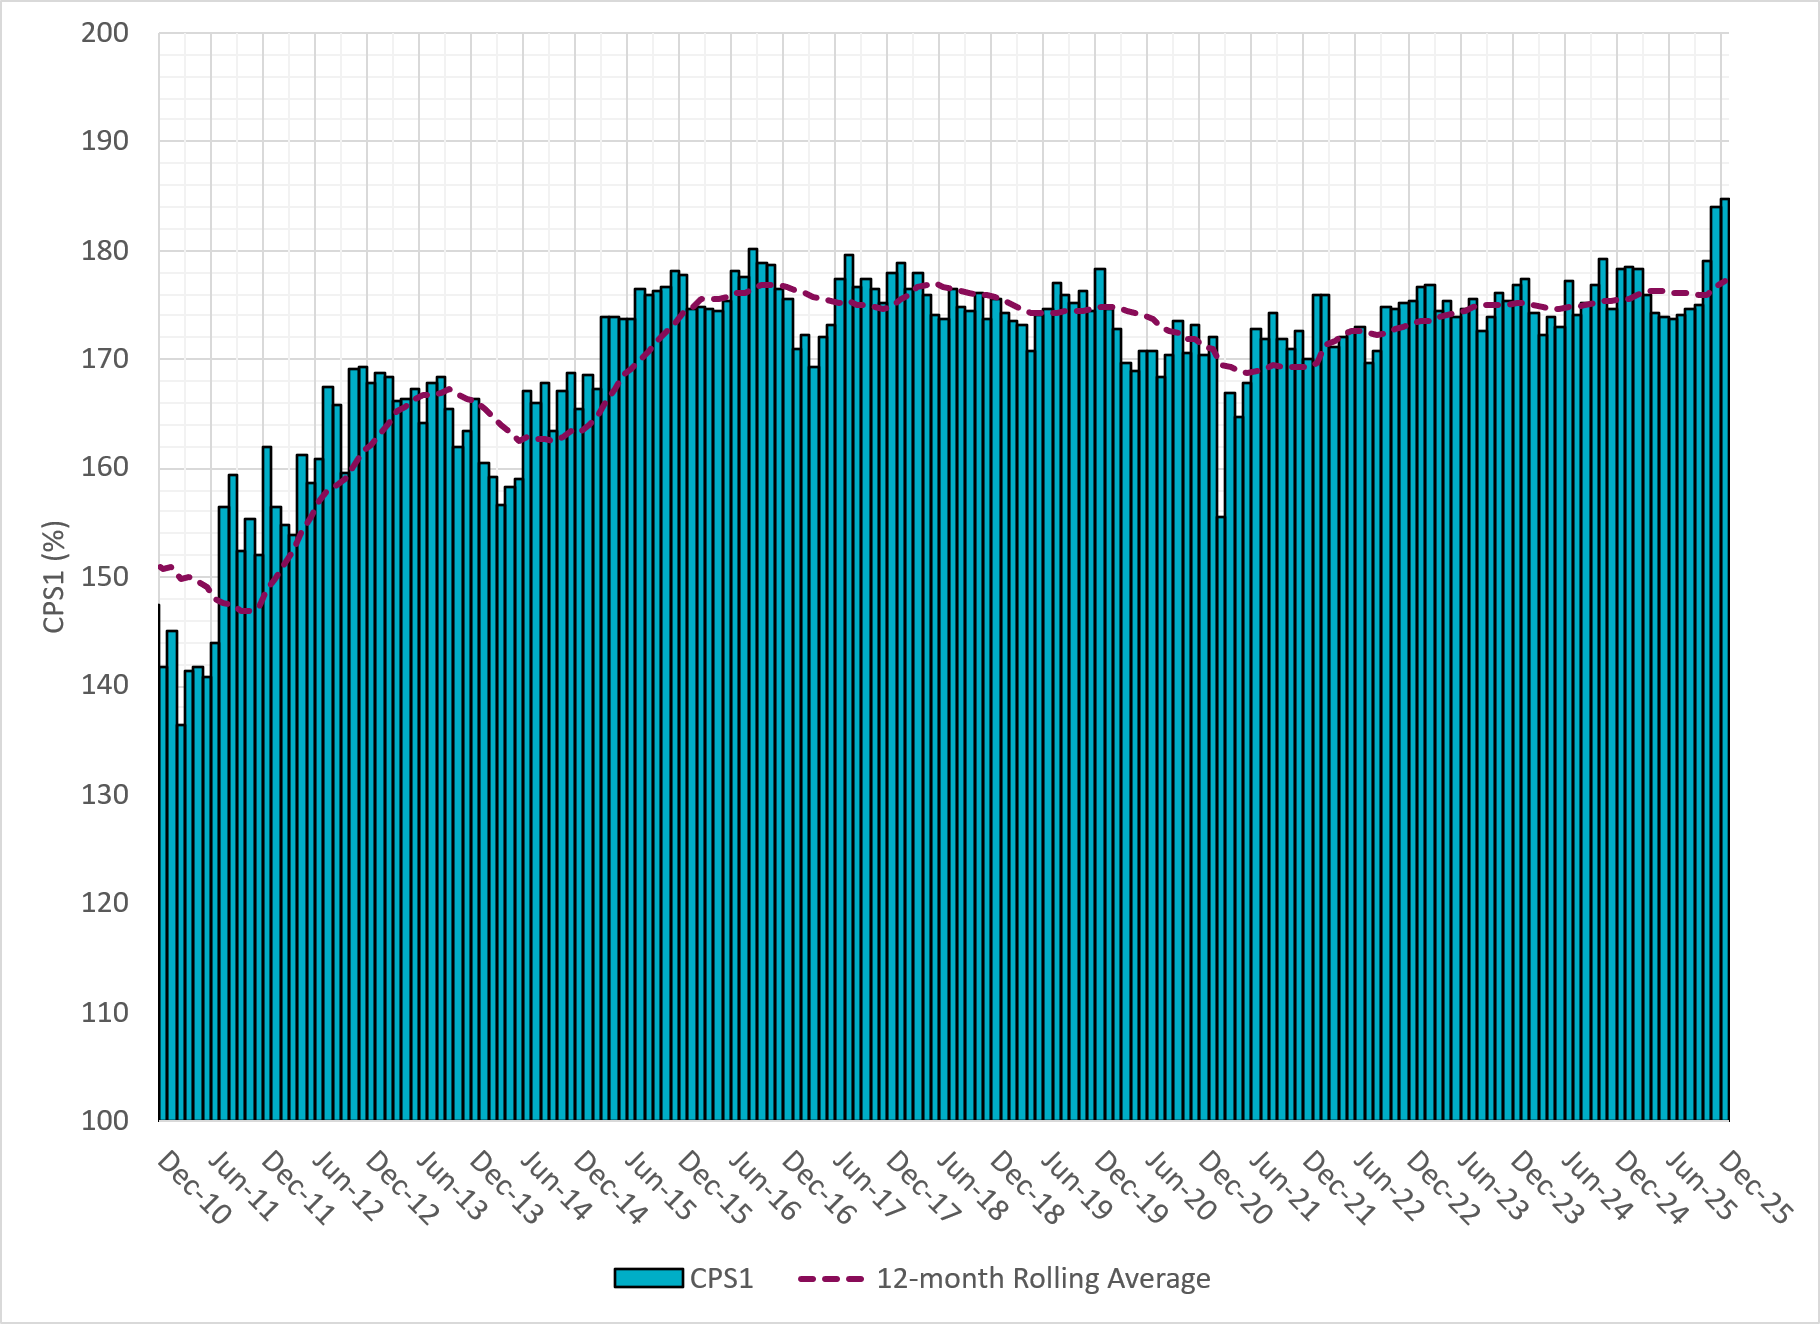 200
190
180
170
160
150
140
130
120
110
100
CPS1 (%)
Dec-10
Jun-11
Dec-11
Jun-12
Dec-12
Jun-13
Dec-13
Jun-14
Dec-14
Jun-15
Dec-15
Jun-16
Dec-16
Jun-17
Dec-17
Jun-18
Dec-18
Jun-19
Dec-19
Jun-20
Dec-20
Jun-21
Dec-21
Jun-22
Dec-22
Jun-23
Dec-23
Jun-24
Dec-24
Jun-25
Dec-25
CPS1
12-month Rolling Average